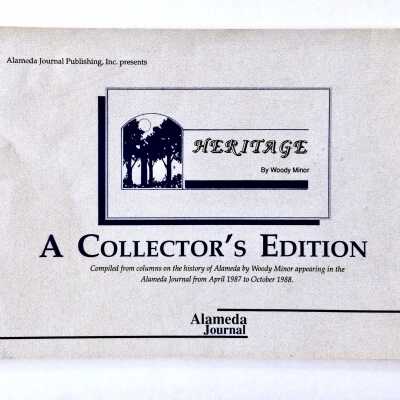 Alameda Journal Publishing, Inc. presents
HERITAGE
By Woody Minor
A COLLECTOR'S EDITION
Compiled from columns on the history of Alameda by Woody Minor appearing in the
Alameda Journal from April 1987 to October 1988.
Alameda
Journal